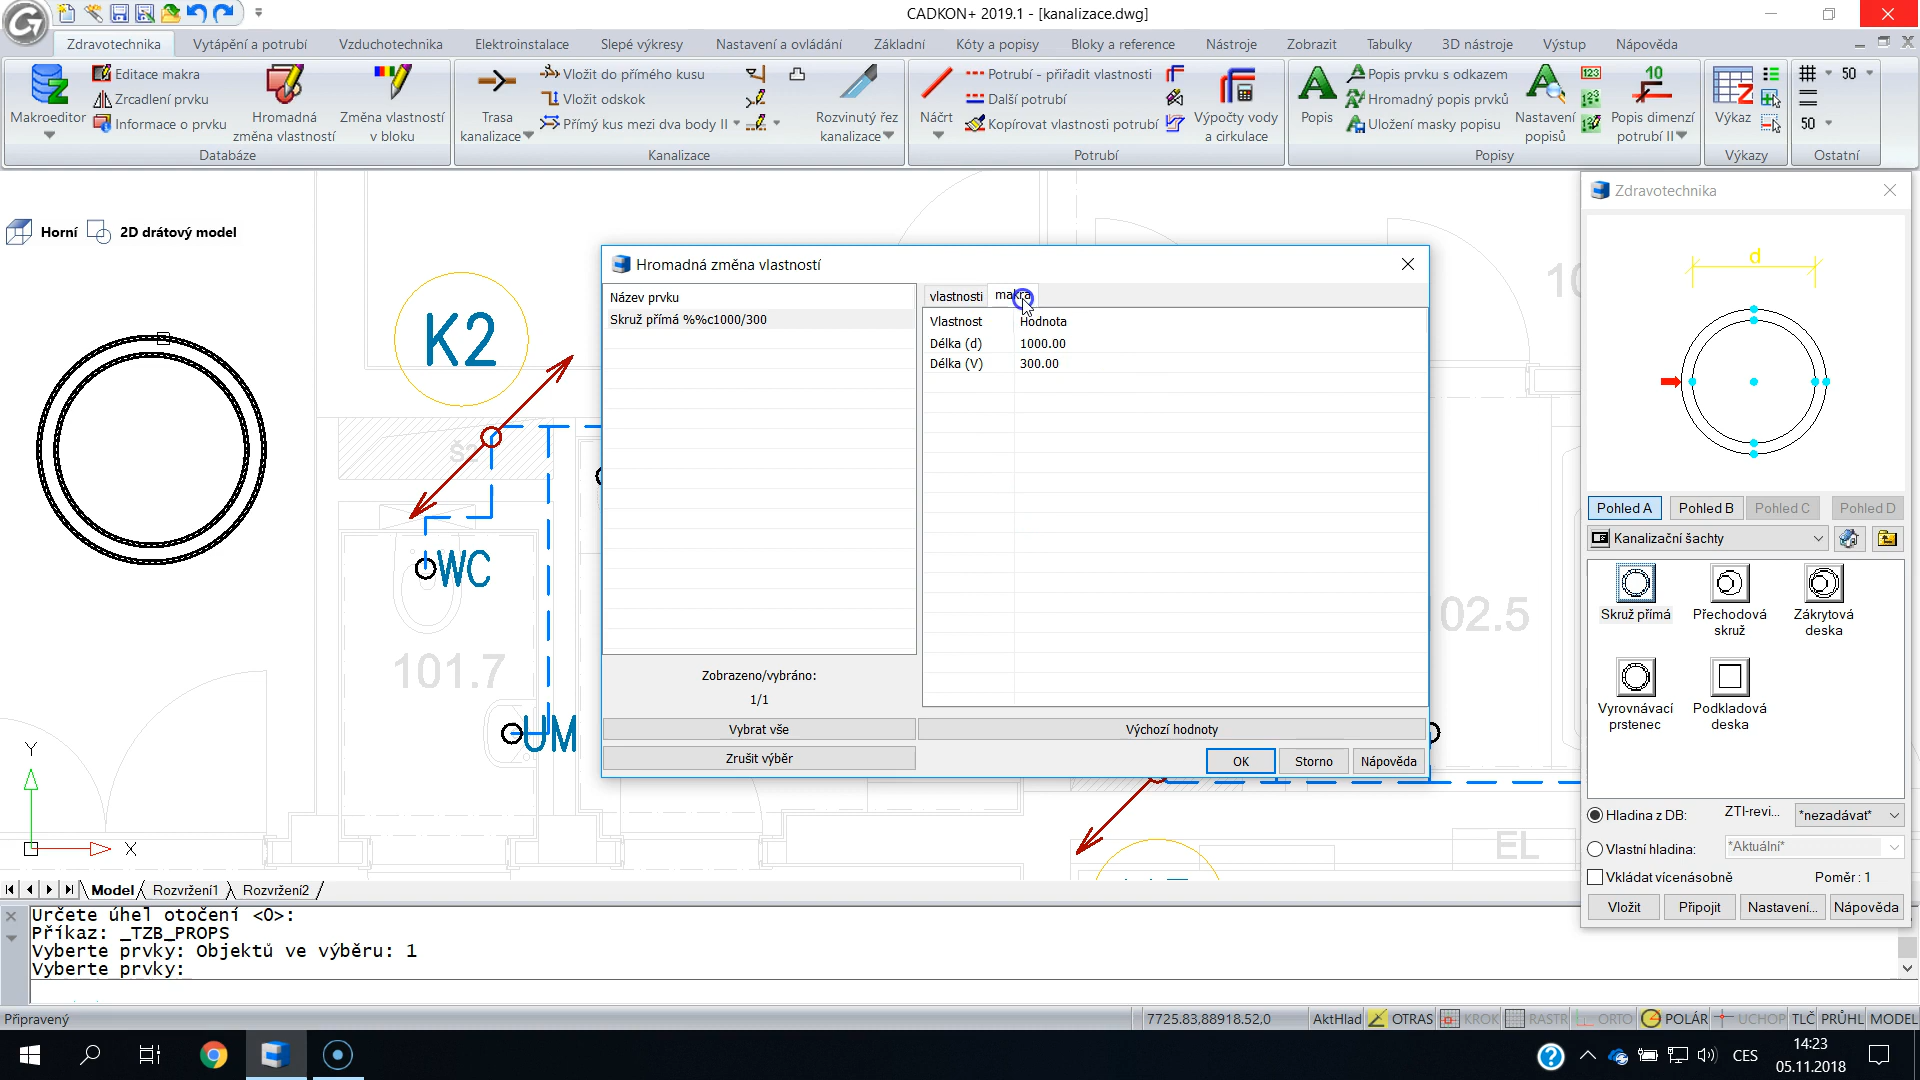 CADKON+ 2019.1 - [kanalizace.dwg]
Zdravotechnika
Vytápění a potrubí
Vzduchotechnika
Elektroinstalace
Slepé výkresy
Nastavení a ovládání
Základní
Kóty a popisy
Bloky a reference
Nástroje
Zobrazit
Tabulky
3D nástroje
Výstup
Nápověda
Makroeditor
Editace makra
Zrcadlení prvku
Informace o prvku
Hromadná
změna vlastností
Změna vlastností
v bloku
Databáze
Trasa
kanalizace
Vložit do přímého kusu
Vložit odskok
Přímý kus mezi dva body II
Rozvinutý řez
kanalizace
Kanalizace
Náčrt
Potrubí - přiřadit vlastnosti
Další potrubí
Kopírovat vlastnosti potrubí
Výpočty vody
a cirkulace
Potrubí
Popis
Popis prvku s odkazem
Hromadný popis prvků
Uložení masky popisu
Nastavení
popisů
Popis dimenzí
potrubí II
Popisy
Výkaz
Výkazy
50
50
Ostatní
Horní
2D drátový model
K2
Š2
WC
101.7
UM
02.5
10
EL
Y
X
Hromadná změna vlastností
Název prvku
Skruž přímá %%c1000/300
Zobrazeno/vybráno:
1/1
Vybrat vše
Zrušit výběr
vlastnosti
makra
Vlastnost
Hodnota
Délka (d)
1000.00
Délka (V)
300.00
Výchozí hodnoty
OK
Storno
Nápověda
Zdravotechnika
d
Pohled A
Pohled B
Pohled C
Pohled D
Kanalizační šachty
Skruž přímá
Přechodová
skruž
Zákrytová
deska
Vyrovnávací
prstenec
Podkladová
deska
Hladina z DB:
ZTI-revi...
*nezadávat*
Vlastní hladina:
*Aktuální*
Vkládat vícenásobně
Poměr : 1
Vložit
Připojit
Nastavení...
Nápověda
Model
Rozvržení1
Rozvržení2
Určete úhel otočení <0>:
Příkaz: _TZB_PROPS
Vyberte prvky: Objektů ve výběru: 1
Vyberte prvky:
Připravený
7725.83,88918.52,0
AktHlad
OTRAS
KROK
RASTR
ORTO
POLÁR
UCHOP
TLČ
PRŮHL
MODEL
CES
14:23
05.11.2018